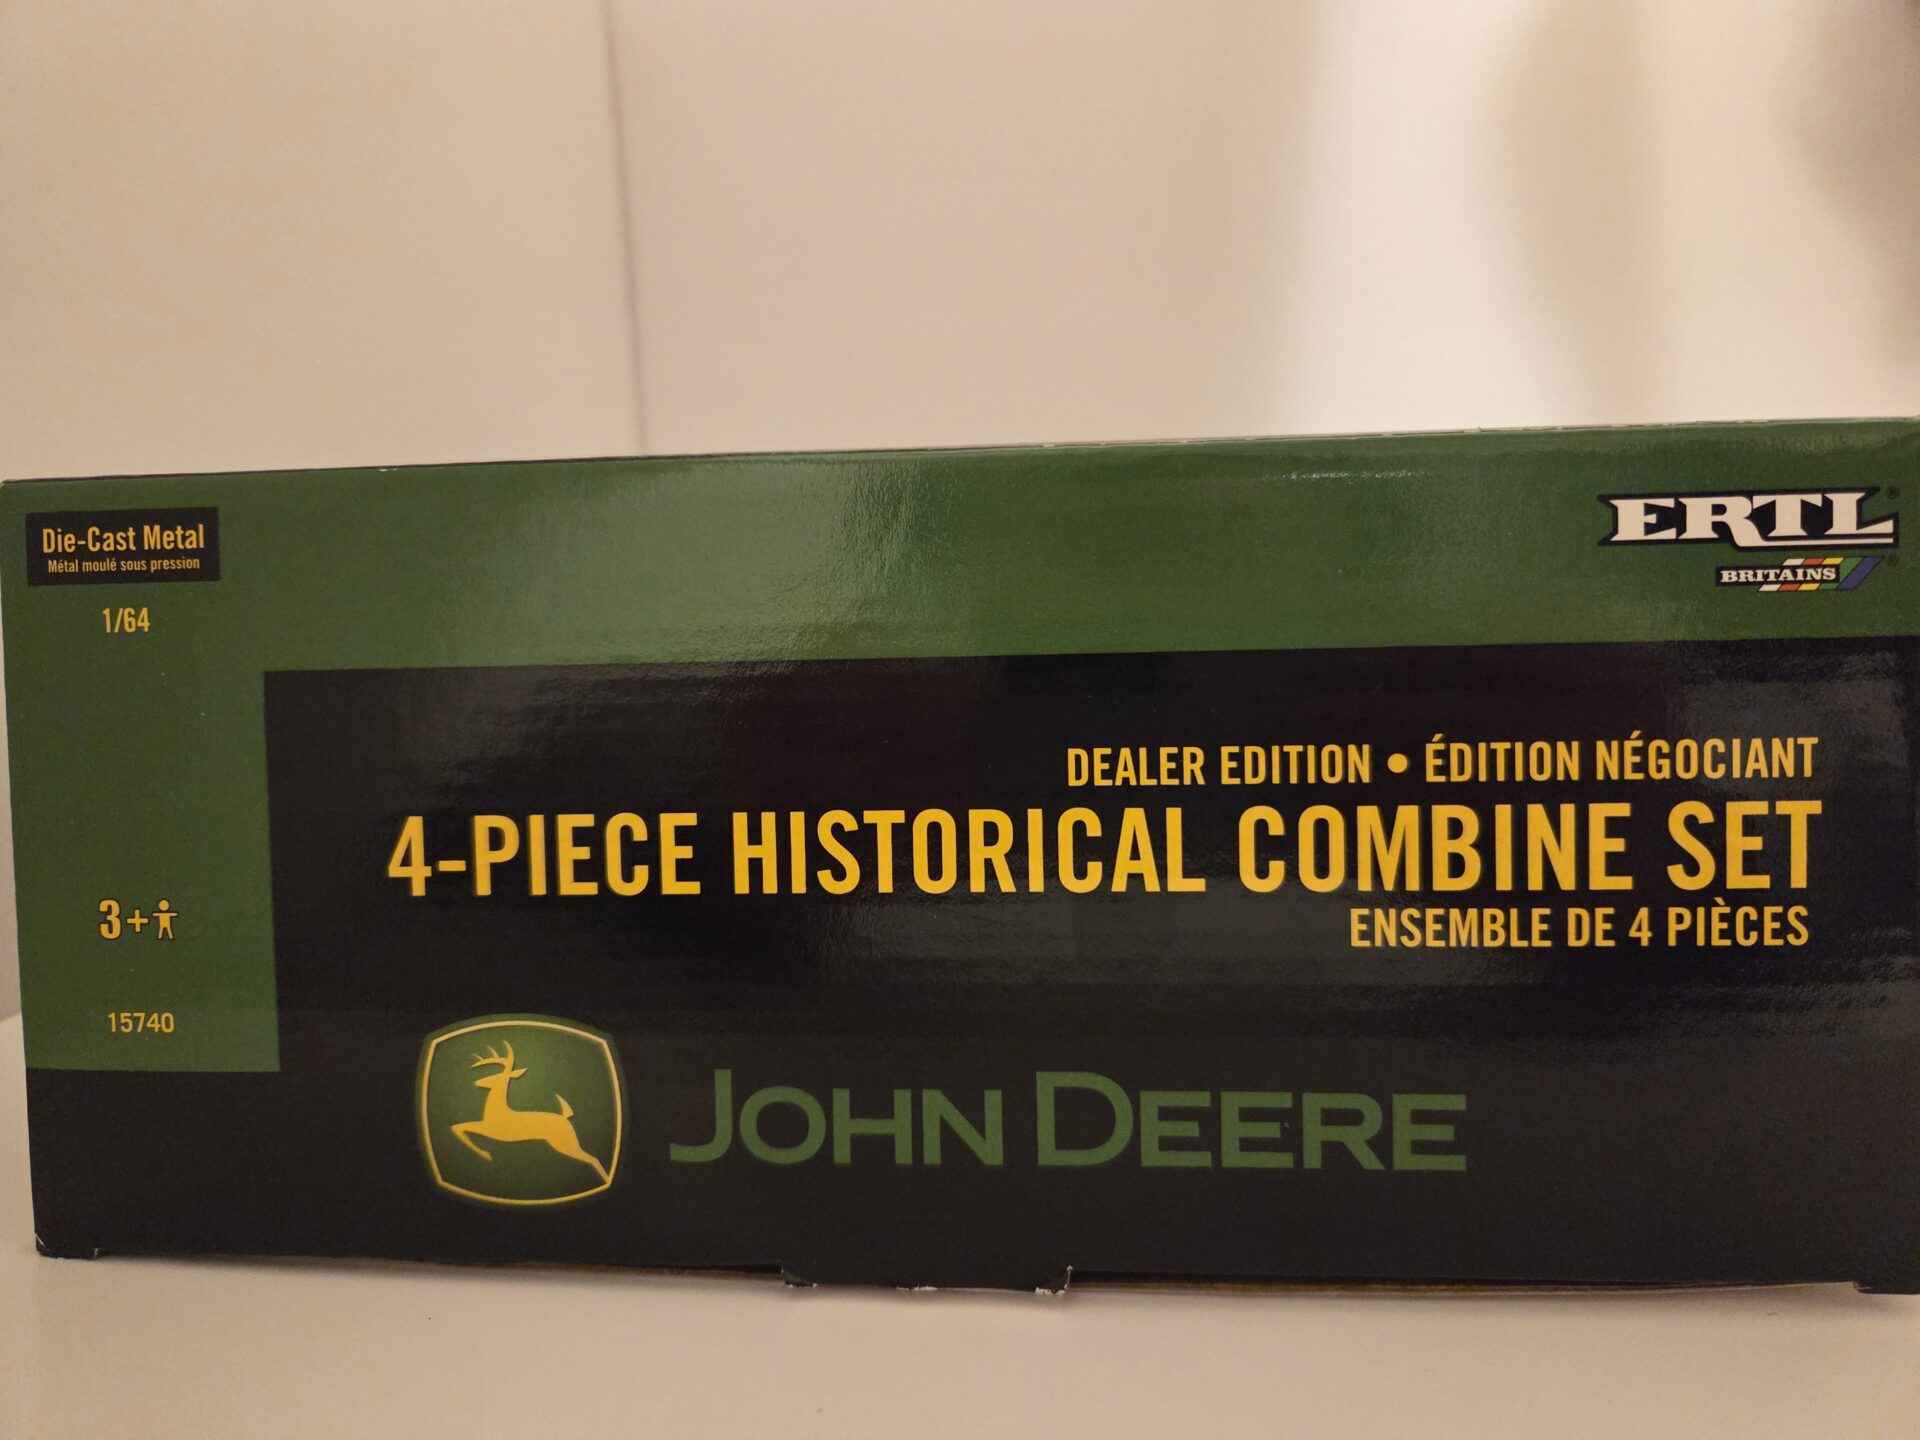 Die-Cast Metal
Métal moulé sous pression
1/64
ERTL®
BRITAINS®
DEALER EDITION • ÉDITION NÉGOCIANT
4-PIECE HISTORICAL COMBINE SET
ENSEMBLE DE 4 PIÈCES
3+
15740
JOHN DEERE